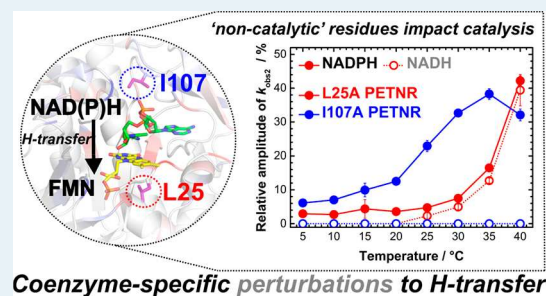 'non-catalytic' residues impact catalysis
I107
NAD(P)H
H-transfer
FMN
L25
NADPH
NADH
L25A PETNR
I107A PETNR
Relative amplitude of kobs2 / %
50
40
30
20
10
0
5 10 15 20 25 30 35 40
Temperature / °C
Coenzyme-specific perturbations to H-transfer